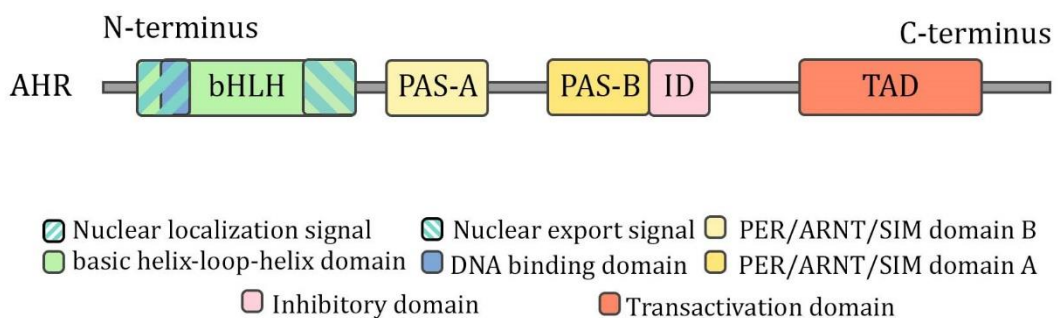 N-terminus C-terminus
AHR bHLH PAS-A PAS-B ID TAD
Nuclear localization signal Nuclear export signal PER/ARNT/SIM domain B
basic helix-loop-helix domain DNA binding domain PER/ARNT/SIM domain A
Inhibitory domain Transactivation domain